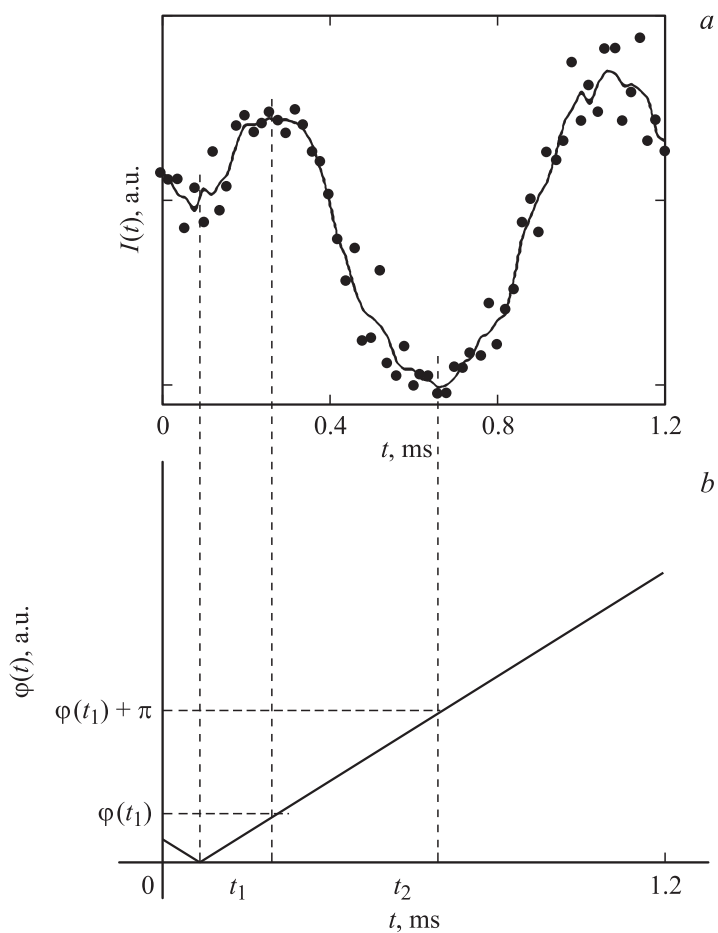 a
I(t), a.u.
0 0.4 0.8 1.2
t, ms
b
φ(t), a.u.
φ(t₁) + π
φ(t₁)
0 t₁ t₂ 1.2
t, ms